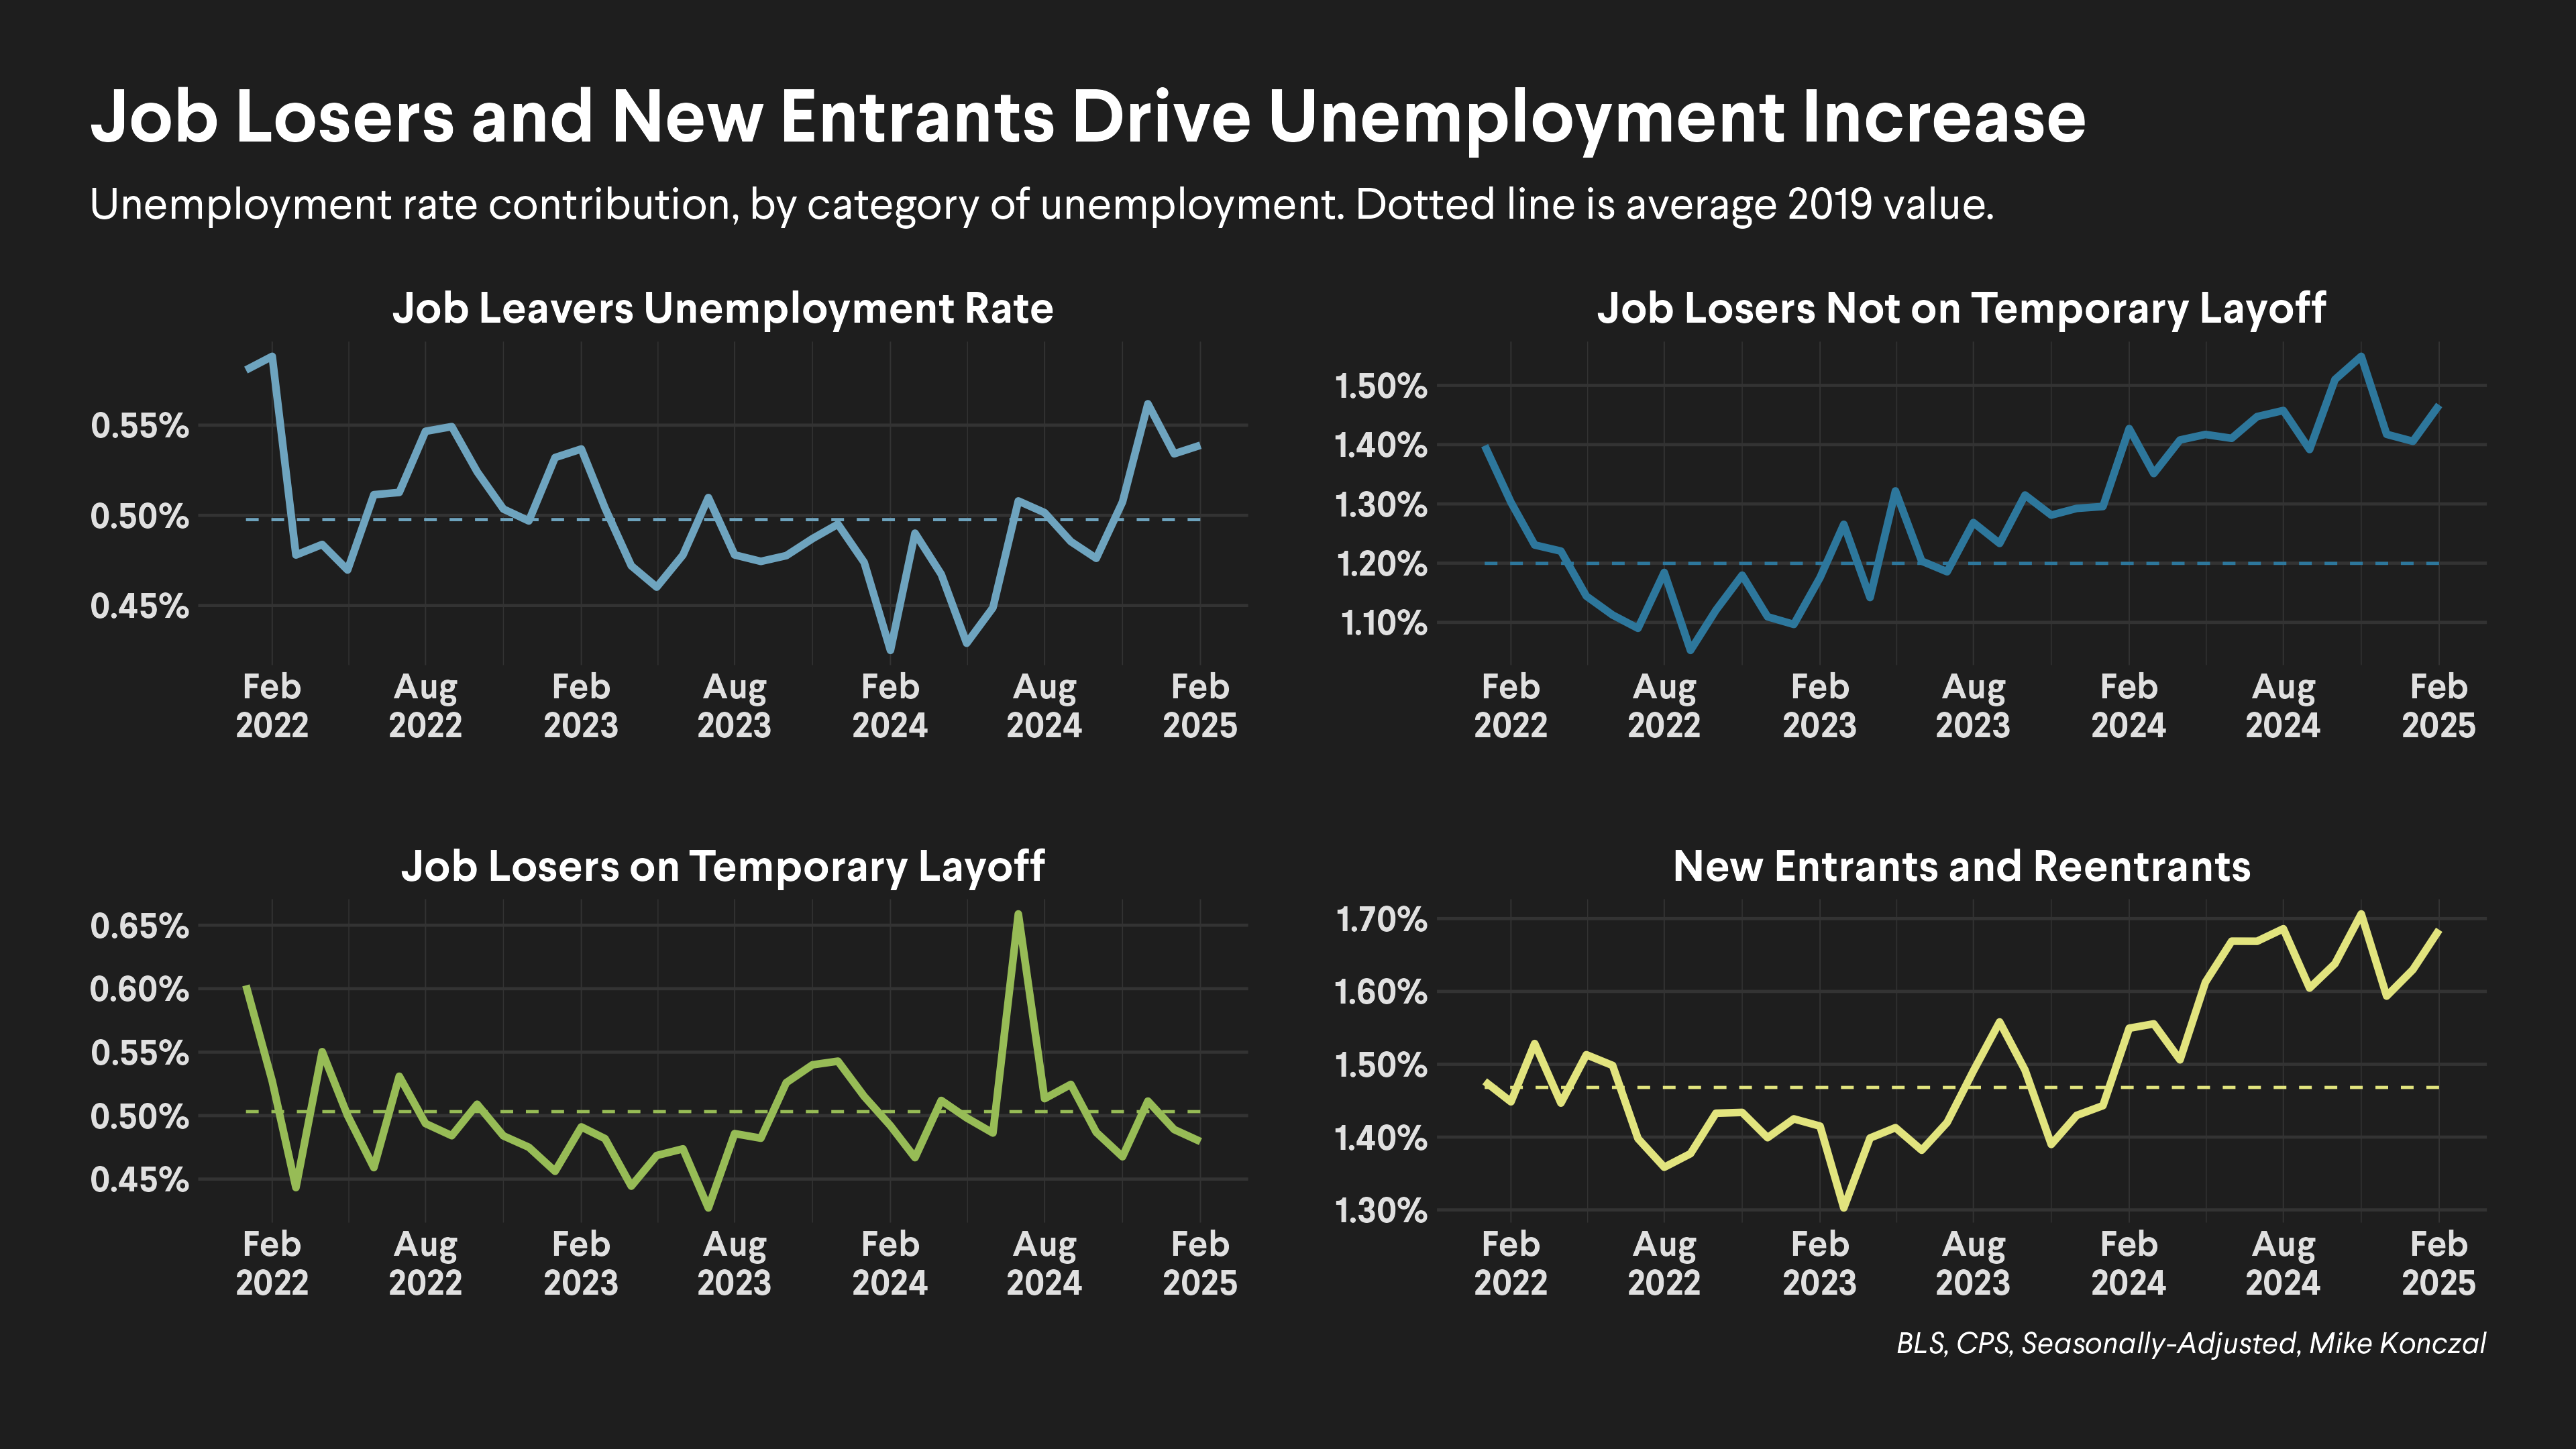 Job Losers and New Entrants Drive Unemployment Increase
Unemployment rate contribution, by category of unemployment. Dotted line is average 2019 value.
Job Leavers Unemployment Rate
0.55%
0.50%
0.45%
Feb Aug Feb Aug Feb Aug Feb
2022 2022 2023 2023 2024 2024 2025
Job Losers Not on Temporary Layoff
1.50%
1.40%
1.30%
1.20%
1.10%
Feb Aug Feb Aug Feb Aug Feb
2022 2022 2023 2023 2024 2024 2025
Job Losers on Temporary Layoff
0.65%
0.60%
0.55%
0.50%
0.45%
Feb Aug Feb Aug Feb Aug Feb
2022 2022 2023 2023 2024 2024 2025
New Entrants and Reentrants
1.70%
1.60%
1.50%
1.40%
1.30%
Feb Aug Feb Aug Feb Aug Feb
2022 2022 2023 2023 2024 2024 2025
BLS, CPS, Seasonally-Adjusted, Mike Konczal